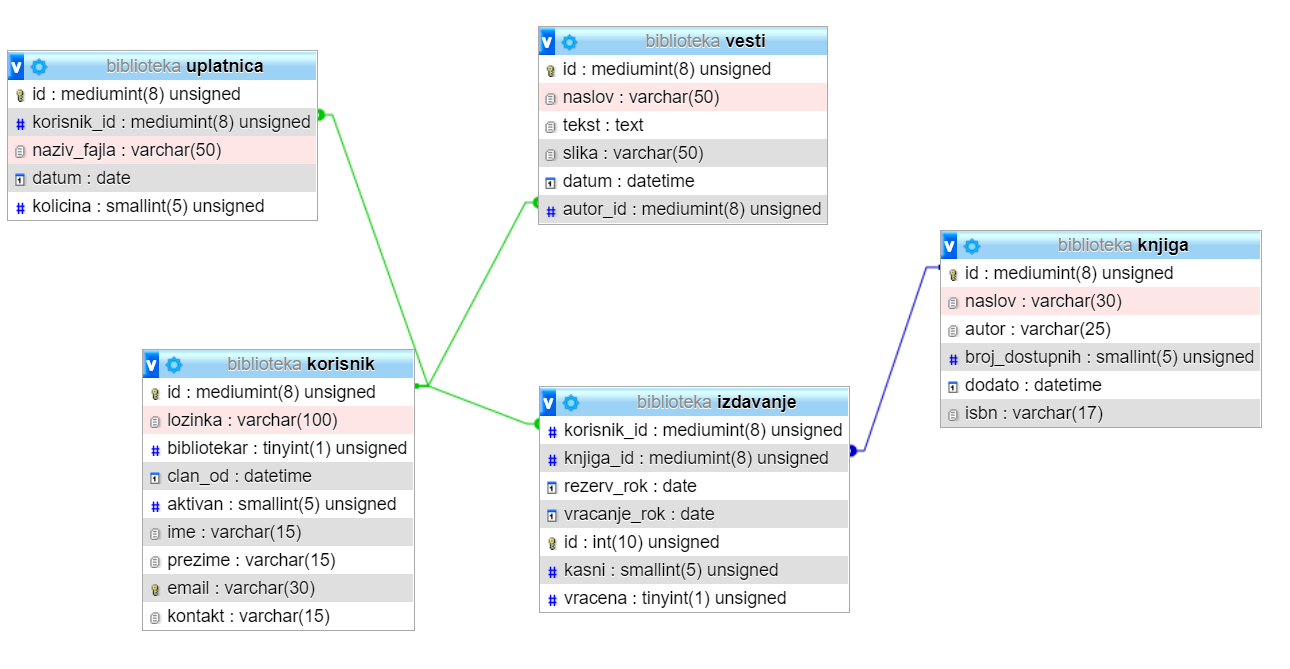 biblioteka uplatnica
id : mediumint(8) unsigned
korisnik_id : mediumint(8) unsigned
naziv_fajla : varchar(50)
datum : date
kolicina : smallint(5) unsigned
biblioteka vesti
id : mediumint(8) unsigned
naslov : varchar(50)
tekst : text
slika : varchar(50)
datum : datetime
autor_id : mediumint(8) unsigned
biblioteka knjiga
id : mediumint(8) unsigned
naslov : varchar(30)
autor : varchar(25)
broj_dostupnih : smallint(5) unsigned
dodato : datetime
isbn : varchar(17)
biblioteka korisnik
id : mediumint(8) unsigned
lozinka : varchar(100)
bibliotekar : tinyint(1) unsigned
clan_od : datetime
aktivan : smallint(5) unsigned
ime : varchar(15)
prezime : varchar(15)
email : varchar(30)
kontakt : varchar(15)
biblioteka izdavanje
korisnik_id : mediumint(8) unsigned
knjiga_id : mediumint(8) unsigned
rezerv_rok : date
vracanje_rok : date
id : int(10) unsigned
kasni : smallint(5) unsigned
vracena : tinyint(1) unsigned